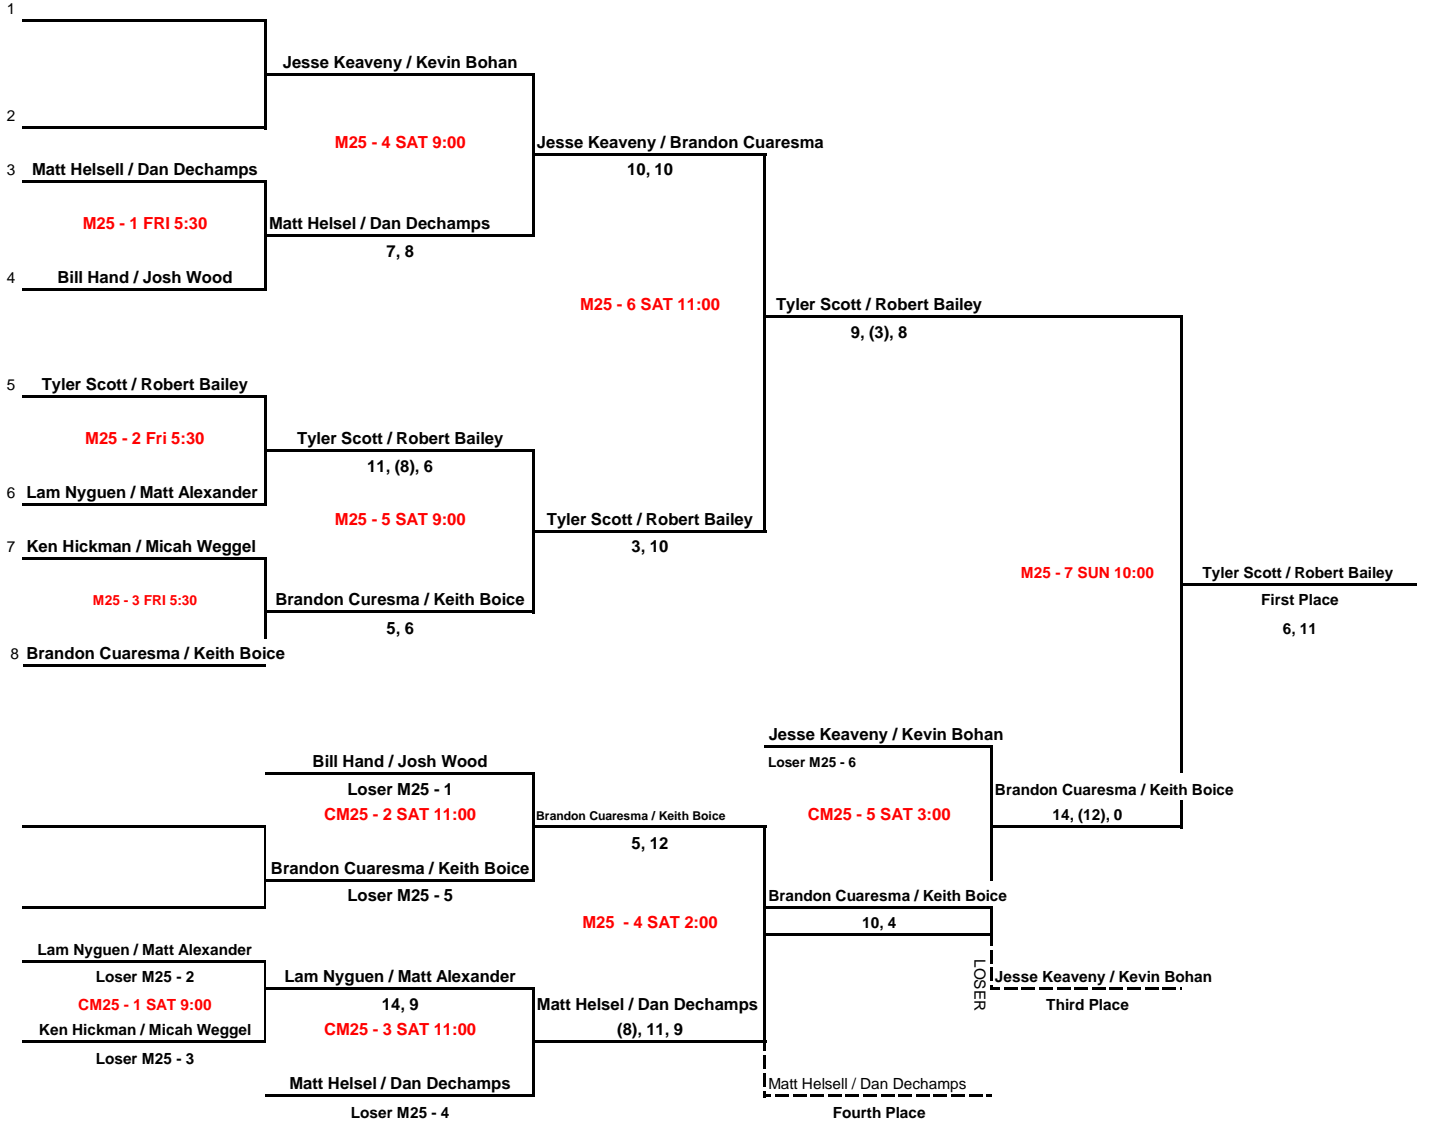 1
Jesse Keaveny / Kevin Bohan
2
M25 - 4 SAT 9:00
Jesse Keaveny / Brandon Cuaresma
3 Matt Helsell / Dan Dechamps
10, 10
M25 - 1 FRI 5:30
Matt Helsel / Dan Dechamps
7, 8
4 Bill Hand / Josh Wood
M25 - 6 SAT 11:00
Tyler Scott / Robert Bailey
9, (3), 8
5 Tyler Scott / Robert Bailey
M25 - 2 Fri 5:30
Tyler Scott / Robert Bailey
11, (8), 6
6 Lam Nyguen / Matt Alexander
M25 - 5 SAT 9:00
Tyler Scott / Robert Bailey
7 Ken Hickman / Micah Weggel
3, 10
M25 - 7 SUN 10:00
Tyler Scott / Robert Bailey
M25 - 3 FRI 5:30
Brandon Curesma / Keith Boice
First Place
5, 6
6, 11
8 Brandon Cuaresma / Keith Boice
Jesse Keaveny / Kevin Bohan
Bill Hand / Josh Wood
Loser M25 - 6
Loser M25 - 1
Brandon Cuaresma / Keith Boice
CM25 - 2 SAT 11:00
Brandon Cuaresma / Keith Boice
CM25 - 5 SAT 3:00
14, (12), 0
5, 12
Brandon Cuaresma / Keith Boice
Loser M25 - 5
Brandon Cuaresma / Keith Boice
M25  - 4 SAT 2:00
10, 4
Lam Nyguen / Matt Alexander
Loser M25 - 2
Lam Nyguen / Matt Alexander
LOSER
Jesse Keaveny / Kevin Bohan
CM25 - 1 SAT 9:00
14, 9
Matt Helsel / Dan Dechamps
Third Place
Ken Hickman / Micah Weggel
CM25 - 3 SAT 11:00
(8), 11, 9
Loser M25 - 3
Matt Helsel / Dan Dechamps
Matt Helsell / Dan Dechamps
Loser M25 - 4
Fourth Place